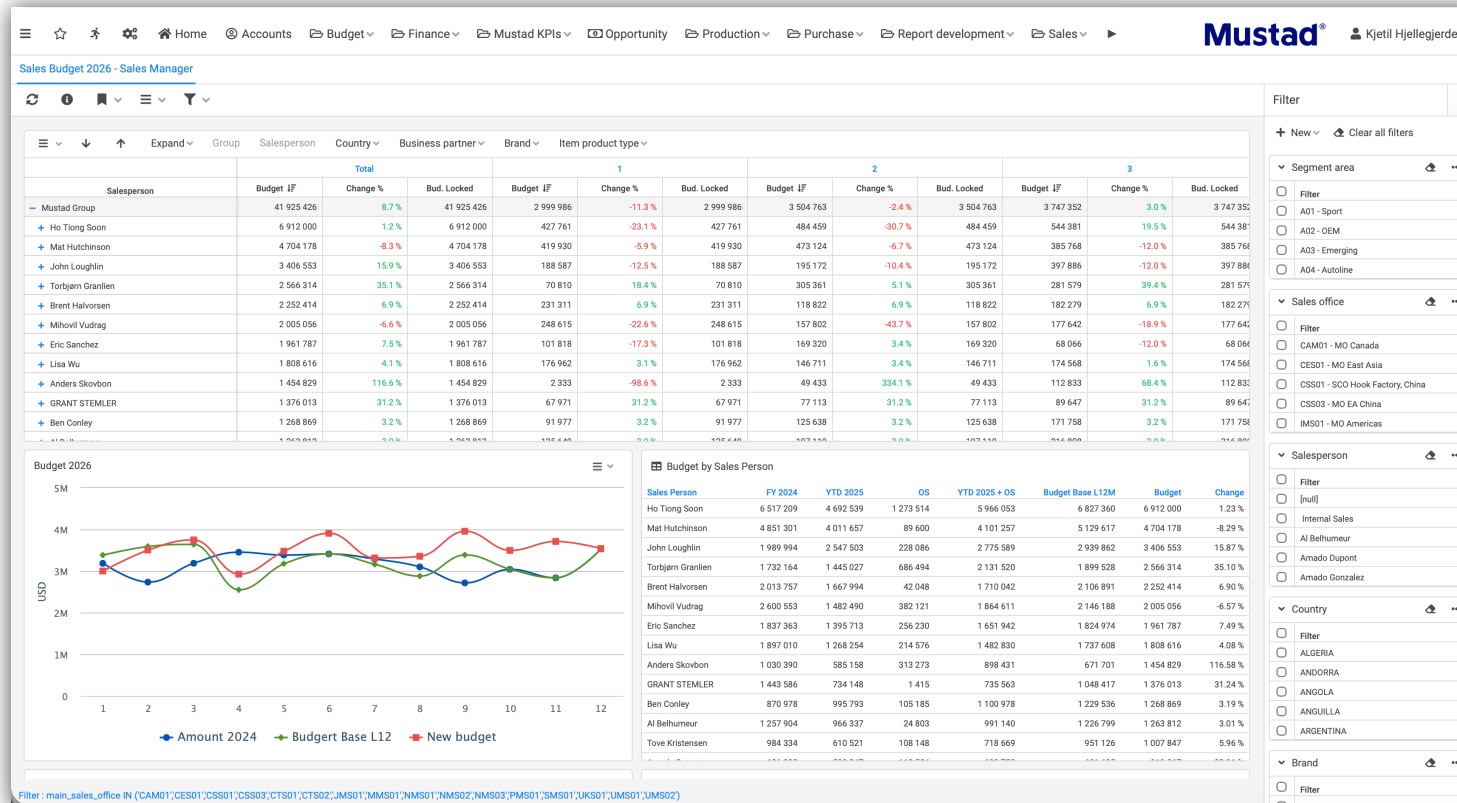 Home Accounts Budget Finance Mustad KPIs Opportunity Production Purchase Report development Sales Mustad® Kjetil Hjellegjerde
Sales Budget 2026 - Sales Manager
Filter
New Clear all filters
Expand Group Salesperson Country Business partner Brand Item product type
Total 1 2 3
Salesperson Budget Change % Bud. Locked Budget Change % Bud. Locked Budget Change % Bud. Locked Budget Change % Bud. Locked
Mustad Group 41 925 426 8.7 % 41 925 426 2 999 986 -11.3 % 2 999 986 3 504 763 -2.4 % 3 504 763 3 747 352 3.0 % 3 747 352
Ho Tiong Soon 6 912 000 1.2 % 6 912 000 427 761 -23.1 % 427 761 484 459 -30.7 % 484 459 544 381 19.5 % 544 381
Mat Hutchinson 4 704 178 -8.3 % 4 704 178 419 930 -5.9 % 419 930 473 124 -6.7 % 473 124 385 768 -12.0 % 385 768
John Loughlin 3 406 553 15.9 % 3 406 553 188 587 -12.5 % 188 587 195 172 -10.4 % 195 172 397 886 -12.0 % 397 886
Torbjørn Granlien 2 566 314 35.1 % 2 566 314 70 810 18.4 % 70 810 305 361 5.1 % 305 361 281 579 39.4 % 281 579
Brent Halvorsen 2 252 414 6.9 % 2 252 414 231 311 6.9 % 231 311 118 822 6.9 % 118 822 182 279 6.9 % 182 279
Mihovil Vudrag 2 005 056 -6.6 % 2 005 056 248 615 -22.6 % 248 615 157 802 -43.7 % 157 802 177 642 -18.9 % 177 642
Eric Sanchez 1 961 787 7.5 % 1 961 787 101 818 -17.3 % 101 818 169 320 3.4 % 169 320 68 066 -12.0 % 68 066
Lisa Wu 1 808 616 4.1 % 1 808 616 176 962 3.1 % 176 962 146 711 3.4 % 146 711 174 568 1.6 % 174 568
Anders Skovbon 1 454 829 116.6 % 1 454 829 2 333 -98.6 % 2 333 49 433 334.1 % 49 433 112 833 68.4 % 112 833
GRANT STEMLER 1 376 013 31.2 % 1 376 013 67 971 31.2 % 67 971 77 113 31.2 % 77 113 89 647 31.2 % 89 647
Ben Conley 1 268 869 3.2 % 1 268 869 91 977 3.2 % 91 977 125 638 3.2 % 125 638 171 758 3.2 % 171 758
Budget 2026
5M
4M
3M
2M
1M
0
USD
1 2 3 4 5 6 7 8 9 10 11 12
Amount 2024 Budgert Base L12 New budget
Budget by Sales Person
Sales Person FY 2024 YTD 2025 OS YTD 2025 + OS Budget Base L12M Budget Change
Ho Tiong Soon 6 517 209 4 692 539 1 273 514 5 966 053 6 827 360 6 912 000 1.23 %
Mat Hutchinson 4 851 301 4 011 657 89 600 4 101 257 5 129 617 4 704 178 -8.29 %
John Loughlin 1 989 994 2 547 503 228 086 2 775 589 2 939 862 3 406 553 15.87 %
Torbjørn Granlien 1 732 164 1 445 027 686 494 2 131 520 1 899 528 2 566 314 35.10 %
Brent Halvorsen 2 013 757 1 667 994 42 048 1 710 042 2 106 891 2 252 414 6.90 %
Mihovil Vudrag 2 600 553 1 482 490 382 121 1 864 611 2 146 188 2 005 056 -6.57 %
Eric Sanchez 1 837 363 1 395 713 256 230 1 651 942 1 824 974 1 961 787 7.49 %
Lisa Wu 1 897 010 1 268 254 214 576 1 482 830 1 737 608 1 808 616 4.08 %
Anders Skovbon 1 030 390 585 158 313 273 898 431 671 701 1 454 829 116.58 %
GRANT STEMLER 1 443 586 734 148 1 415 735 563 1 048 417 1 376 013 31.24 %
Ben Conley 870 978 995 793 105 185 1 100 978 1 229 536 1 268 869 3.19 %
Al Belhumeur 1 257 904 966 337 24 803 991 140 1 226 799 1 263 812 3.01 %
Tove Kristensen 984 334 610 521 108 148 718 669 951 126 1 007 847 5.96 %
Segment area
Filter
A01 - Sport
A02 - OEM
A03 - Emerging
A04 - Autoline
Sales office
Filter
CAM01 - MO Canada
CES01 - MO East Asia
CSS01 - SCO Hook Factory, China
CSS03 - MO EA China
IMS01 - MO Americas
Salesperson
Filter
[null]
Internal Sales
Al Belhumeur
Amado Dupont
Amado Gonzalez
Country
Filter
ALGERIA
ANDORRA
ANGOLA
ANGUILLA
ARGENTINA
Brand
Filter
Filter : main_sales_office IN ('CAM01','CES01','CSS01','CSS03','CTS01','CTS02','JMS01','MMS01','NMS01','NMS02','NMS03','PMS01','SMS01','UKS01','UMS01','UMS02')